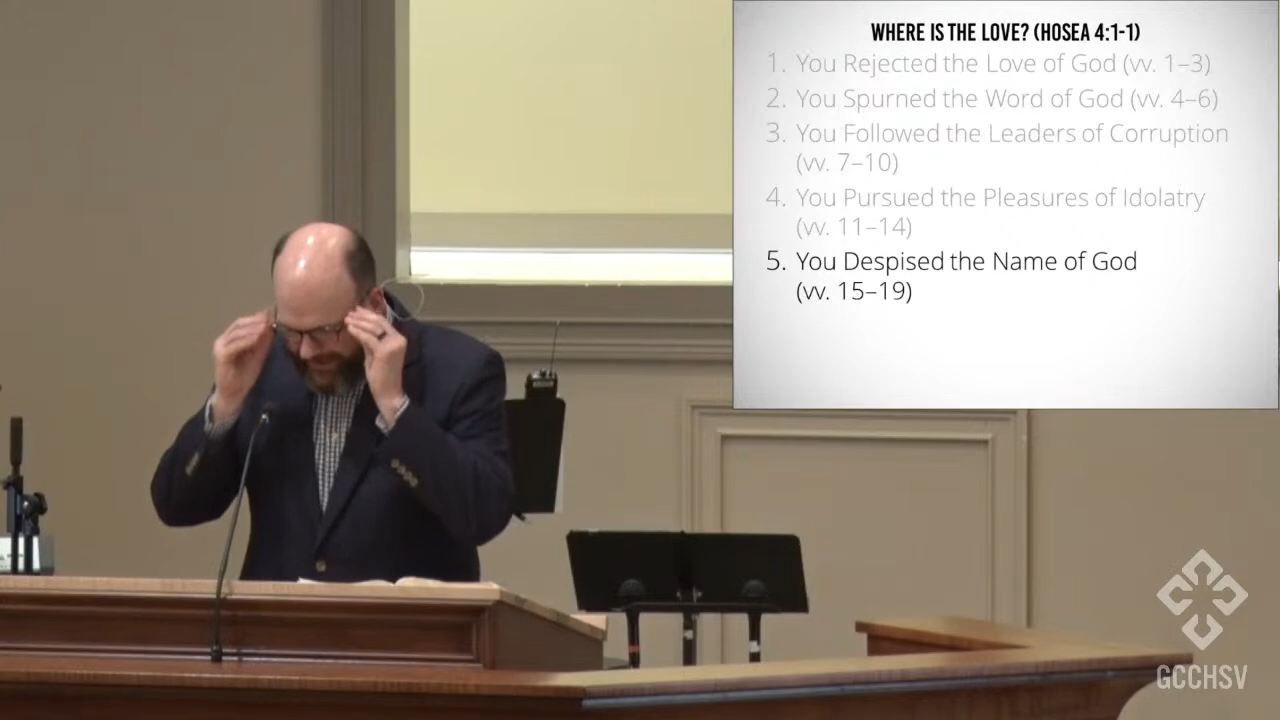 WHERE IS THE LOVE? (HOSEA 4:1-1)
1. You Rejected the Love of God (vv. 1–3)
2. You Spurned the Word of God (vv. 4–6)
3. You Followed the Leaders of Corruption
(vv. 7–10)
4. You Pursued the Pleasures of Idolatry
(vv. 11–14)
5. You Despised the Name of God
(vv. 15–19)
GCCHSV